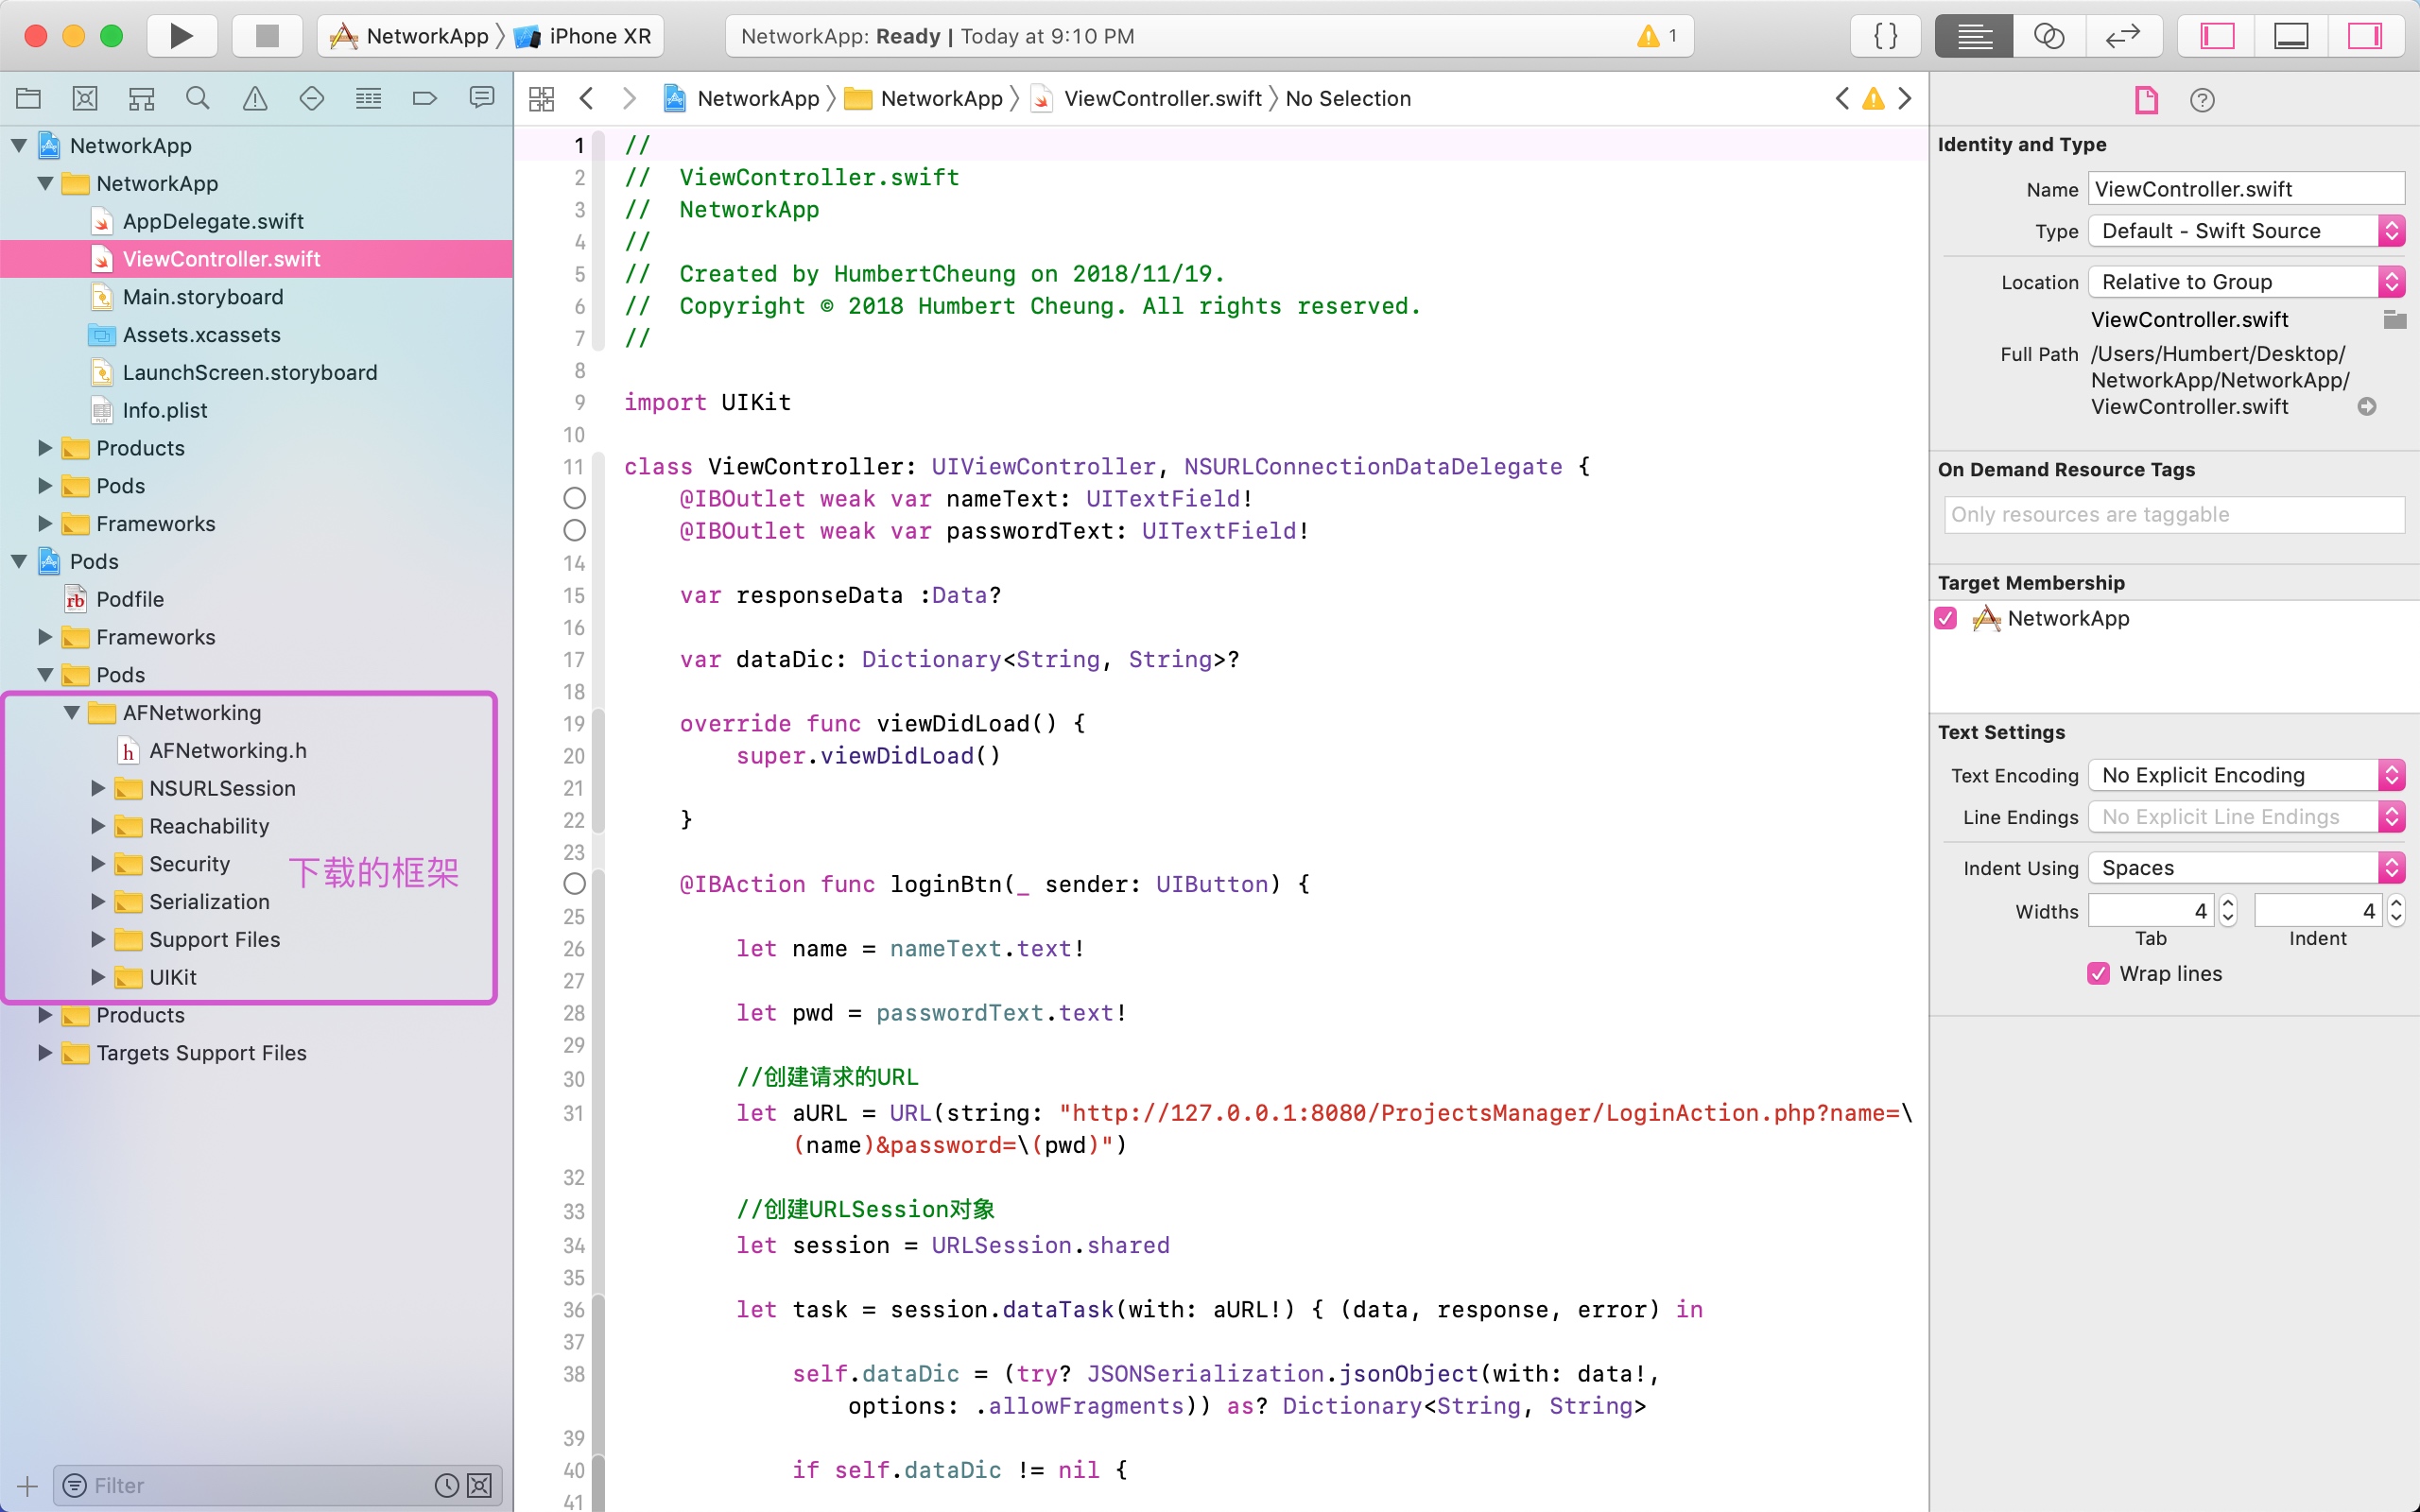 NetworkApp
iPhone XR
NetworkApp: Ready | Today at 9:10 PM
1
{ }
NetworkApp
NetworkApp
AppDelegate.swift
ViewController.swift
Main.storyboard
Assets.xcassets
LaunchScreen.storyboard
Info.plist
Products
Pods
Frameworks
Pods
rb Podfile
Frameworks
Pods
AFNetworking
h AFNetworking.h
NSURLSession
Reachability
Security
下载的框架
Serialization
Support Files
UIKit
Products
Targets Support Files
Filter
NetworkApp NetworkApp ViewController.swift No Selection
1 //
2 //  ViewController.swift
3 //  NetworkApp
4 //
5 //  Created by HumbertCheung on 2018/11/19.
6 //  Copyright © 2018 Humbert Cheung. All rights reserved.
7 //
8
9 import UIKit
10
11 class ViewController: UIViewController, NSURLConnectionDataDelegate {
@IBOutlet weak var nameText: UITextField!
@IBOutlet weak var passwordText: UITextField!
14
15 var responseData :Data?
16
17 var dataDic: Dictionary<String, String>?
18
19 override func viewDidLoad() {
20 super.viewDidLoad()
21
22 }
23
@IBAction func loginBtn(_ sender: UIButton) {
25
26 let name = nameText.text!
27
28 let pwd = passwordText.text!
29
30 //创建请求的URL
31 let aURL = URL(string: "http://127.0.0.1:8080/ProjectsManager/LoginAction.php?name=\
(name)&password=\(pwd)")
32
33 //创建URLSession对象
34 let session = URLSession.shared
35
36 let task = session.dataTask(with: aURL!) { (data, response, error) in
37
38 self.dataDic = (try? JSONSerialization.jsonObject(with: data!,
options: .allowFragments)) as? Dictionary<String, String>
39
40 if self.dataDic != nil {
41
Identity and Type
Name ViewController.swift
Type Default - Swift Source
Location Relative to Group
ViewController.swift
Full Path /Users/Humbert/Desktop/
NetworkApp/NetworkApp/
ViewController.swift
On Demand Resource Tags
Only resources are taggable
Target Membership
NetworkApp
Text Settings
Text Encoding No Explicit Encoding
Line Endings No Explicit Line Endings
Indent Using Spaces
Widths 4 4
Tab Indent
Wrap lines